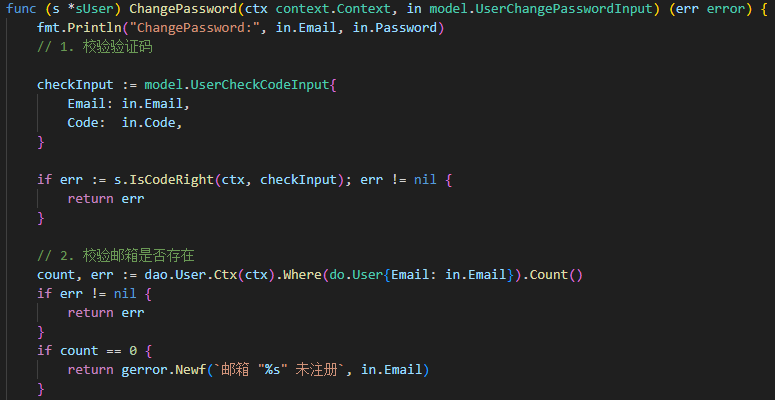 func (s *sUser) ChangePassword(ctx context.Context, in model.UserChangePasswordInput) (err error) {
    fmt.Println("ChangePassword:", in.Email, in.Password)
    // 1. 校验验证码
    checkInput := model.UserCheckCodeInput{
        Email: in.Email,
        Code:  in.Code,
    }
    if err := s.IsCodeRight(ctx, checkInput); err != nil {
        return err
    }
    // 2. 校验邮箱是否存在
    count, err := dao.User.Ctx(ctx).Where(do.User{Email: in.Email}).Count()
    if err != nil {
        return err
    }
    if count == 0 {
        return gerror.Newf(`邮箱 "%s" 未注册`, in.Email)
    }